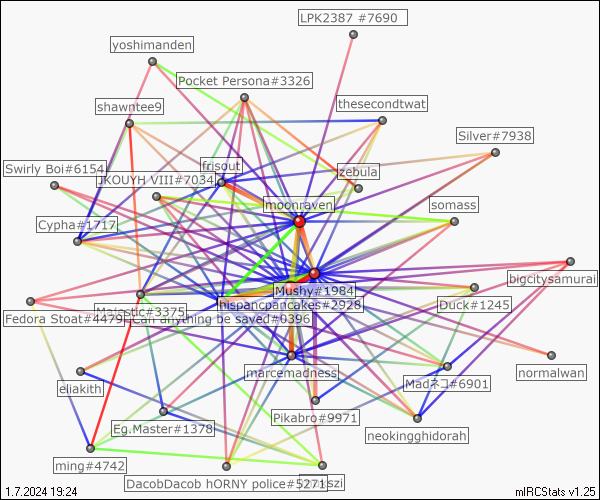 LPK2387 #7690
yoshimanden
Pocket Persona#3326
shawntee9
thesecondtwat
Silver#7938
frisout
Swirly Boi#6154
JKOUYH VIII#7034
zebula
moonraven
somass
Cypha#1717
bigcitysamurai
Mushy#1984
hispancpancakes#2928
Duck#1245
Majestic#3375
Fedora Stoat#4479
Can anything be saved#0396
normalwan
marcemadness
Madネコ#6901
eliakith
Pikabro#9971
Eg.Master#1378
neokingghidorah
ming#4742
DacobDacob hORNY police#5271
szi
1.7.2024 19:24
mIRCStats v1.25